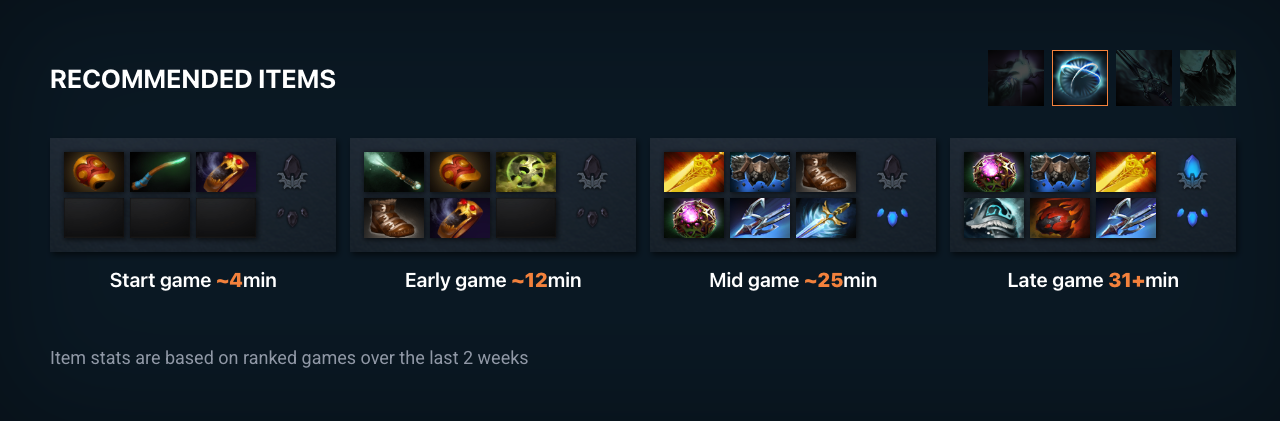 RECOMMENDED ITEMS
Start game ~4min
Early game ~12min
Mid game ~25min
Late game 31+min
Item stats are based on ranked games over the last 2 weeks